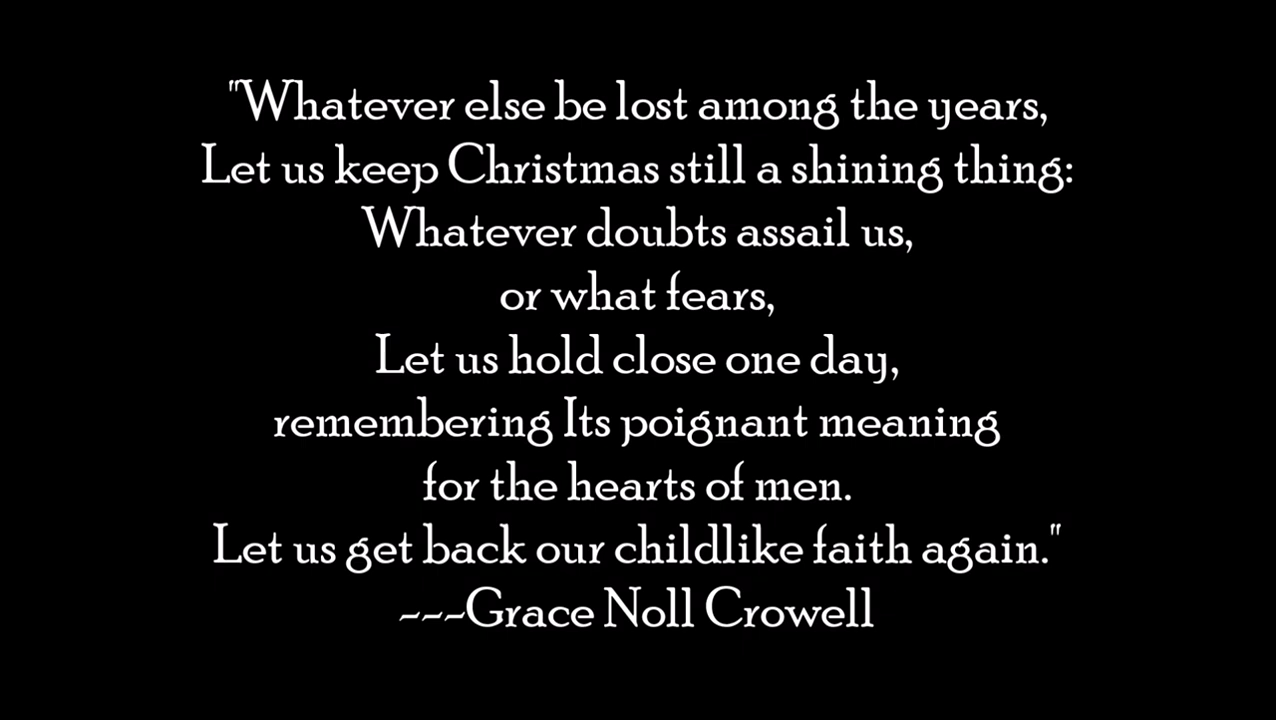 "Whatever else be lost among the years,
Let us keep Christmas still a shining thing:
Whatever doubts assail us,
or what fears,
Let us hold close one day,
remembering Its poignant meaning
for the hearts of men.
Let us get back our childlike faith again."
---Grace Noll Crowell